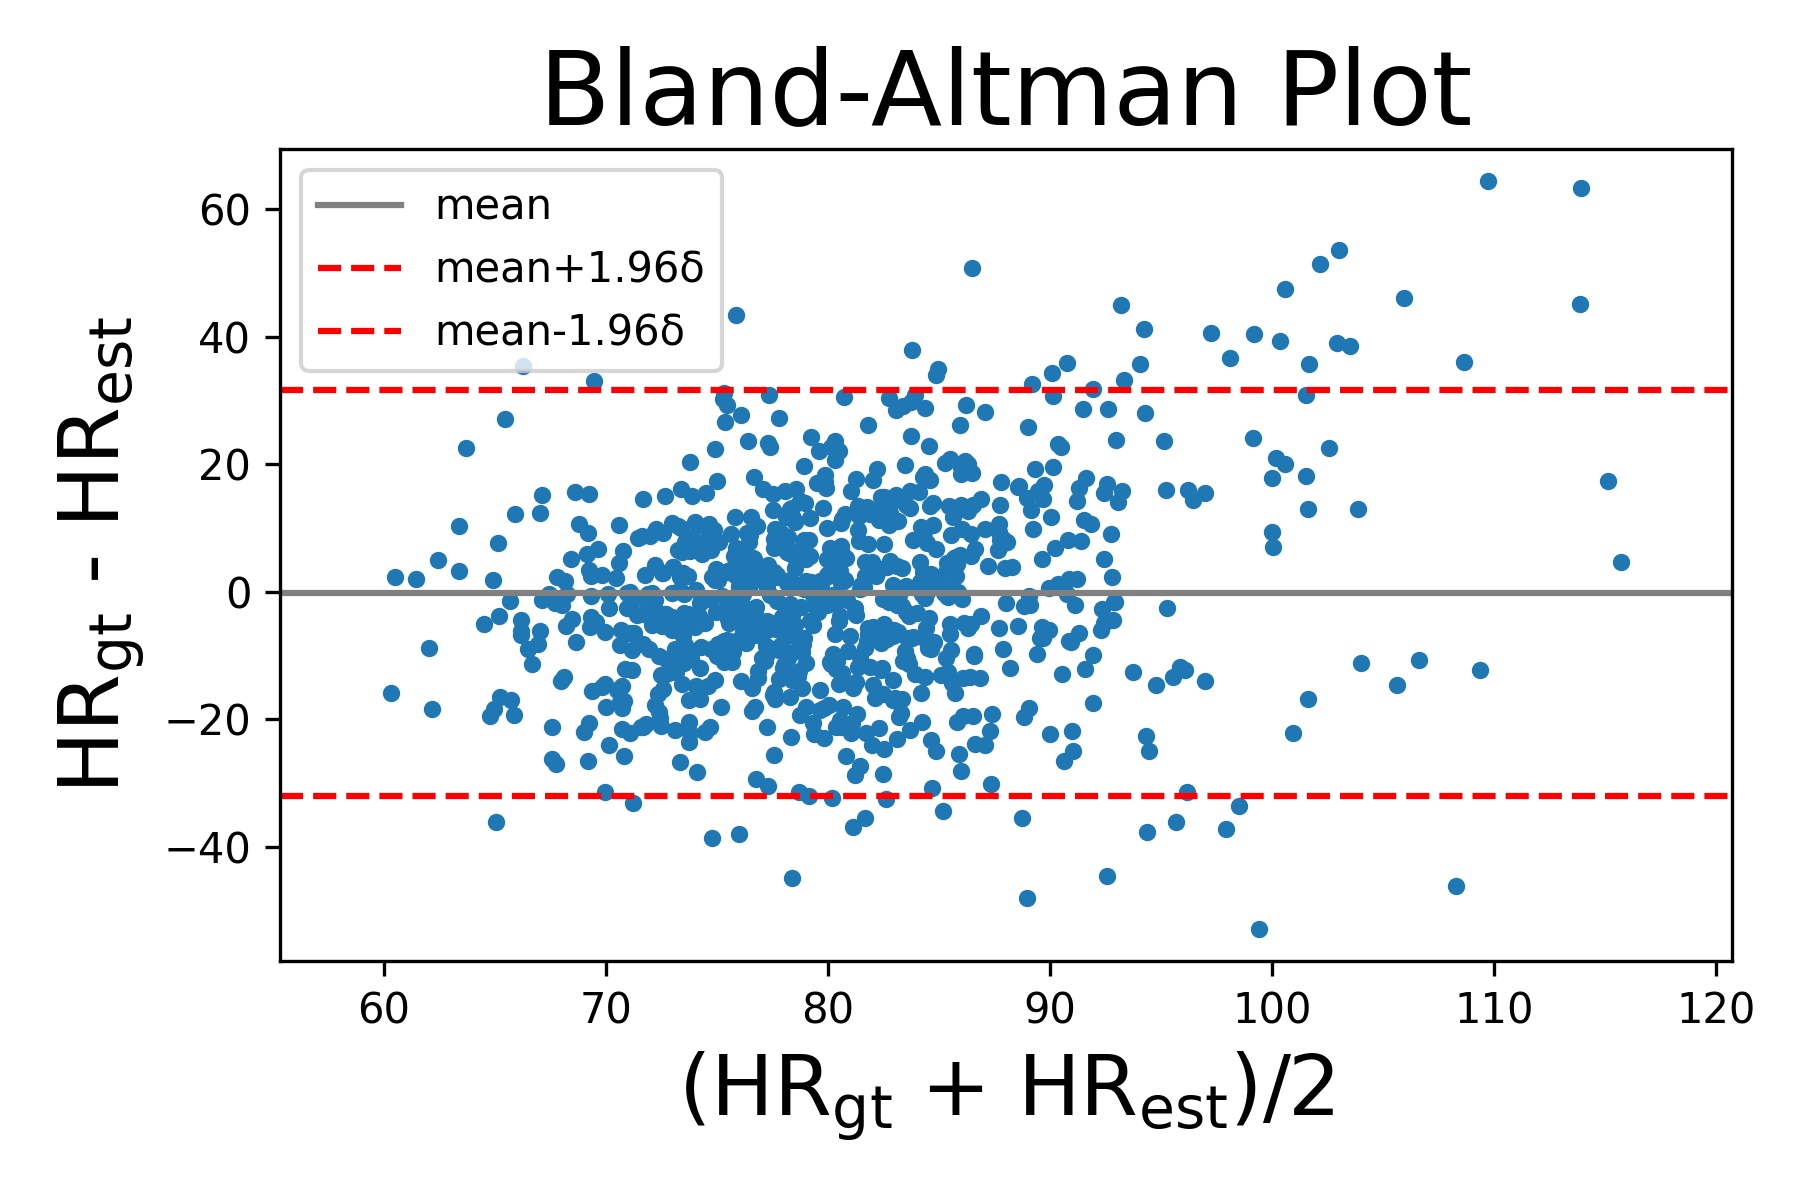 Bland-Altman Plot
mean
mean+1.96δ
mean-1.96δ
HRgt - HRest
60
40
20
0
−20
−40
60 70 80 90 100 110 120
(HRgt + HRest)/2